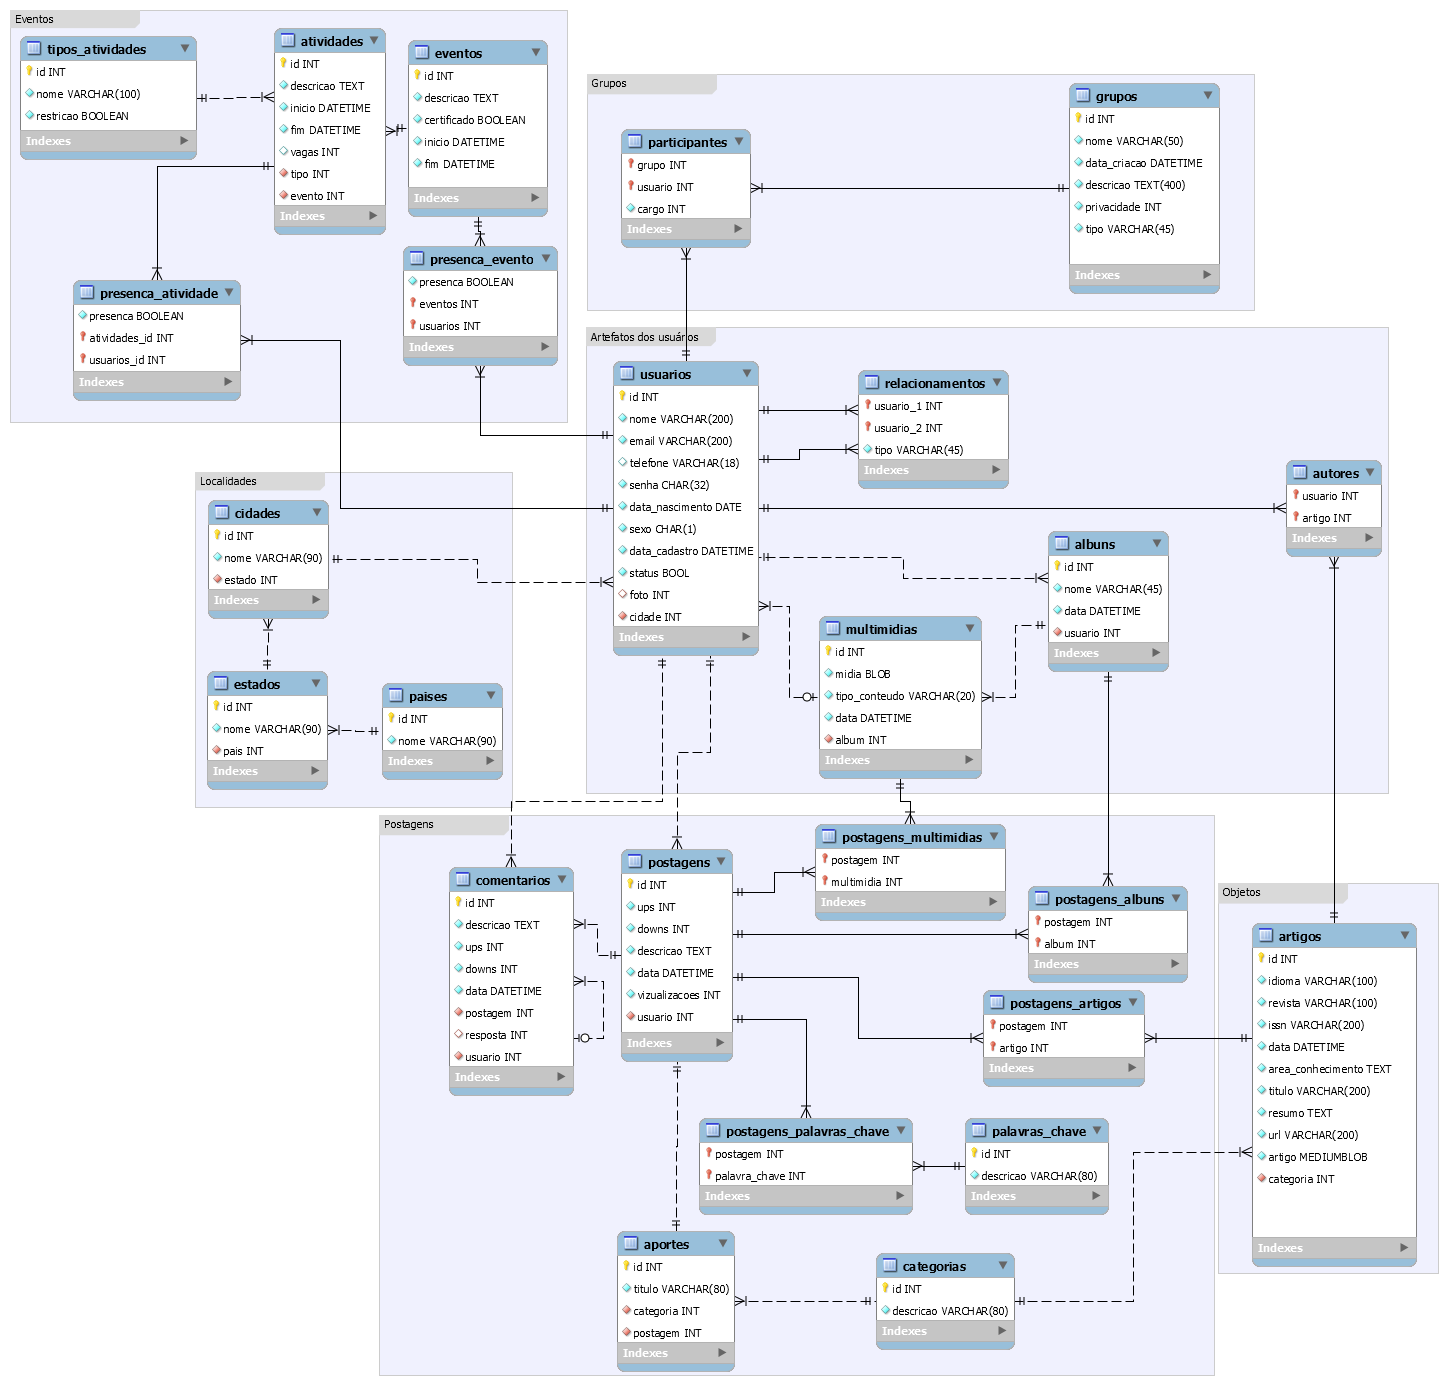 Eventos
tipos_atividades
id INT
nome VARCHAR(100)
restricao BOOLEAN
Indexes
atividades
id INT
descricao TEXT
inicio DATETIME
fim DATETIME
vagas INT
tipo INT
evento INT
Indexes
eventos
id INT
descricao TEXT
certificado BOOLEAN
inicio DATETIME
fim DATETIME
Indexes
presenca_evento
presenca BOOLEAN
eventos INT
usuarios INT
Indexes
presenca_atividade
presenca BOOLEAN
atividades_id INT
usuarios_id INT
Indexes
Grupos
participantes
grupo INT
usuario INT
cargo INT
Indexes
grupos
id INT
nome VARCHAR(50)
data_criacao DATETIME
descricao TEXT(400)
privacidade INT
tipo VARCHAR(45)
Indexes
Artefatos dos usuários
usuarios
id INT
nome VARCHAR(200)
email VARCHAR(200)
telefone VARCHAR(18)
senha CHAR(32)
data_nascimento DATE
sexo CHAR(1)
data_cadastro DATETIME
status BOOL
foto INT
cidade INT
Indexes
relacionamentos
usuario_1 INT
usuario_2 INT
tipo VARCHAR(45)
Indexes
autores
usuario INT
artigo INT
Indexes
albuns
id INT
nome VARCHAR(45)
data DATETIME
usuario INT
Indexes
multimidias
id INT
midia BLOB
tipo_conteudo VARCHAR(20)
data DATETIME
album INT
Indexes
Localidades
cidades
id INT
nome VARCHAR(90)
estado INT
Indexes
estados
id INT
nome VARCHAR(90)
pais INT
Indexes
paises
id INT
nome VARCHAR(90)
Indexes
Postagens
comentarios
id INT
descricao TEXT
ups INT
downs INT
data DATETIME
postagem INT
resposta INT
usuario INT
Indexes
postagens
id INT
ups INT
downs INT
descricao TEXT
data DATETIME
vizualizacoes INT
usuario INT
Indexes
postagens_multimidias
postagem INT
multimidia INT
Indexes
postagens_albuns
postagem INT
album INT
Indexes
postagens_artigos
postagem INT
artigo INT
Indexes
postagens_palavras_chave
postagem INT
palavra_chave INT
Indexes
palavras_chave
id INT
descricao VARCHAR(80)
Indexes
aportes
id INT
titulo VARCHAR(80)
categoria INT
postagem INT
Indexes
categorias
id INT
descricao VARCHAR(80)
Indexes
Objetos
artigos
id INT
idioma VARCHAR(100)
revista VARCHAR(100)
issn VARCHAR(200)
data DATETIME
area_conhecimento TEXT
titulo VARCHAR(200)
resumo TEXT
url VARCHAR(200)
artigo MEDIUMBLOB
categoria INT
Indexes